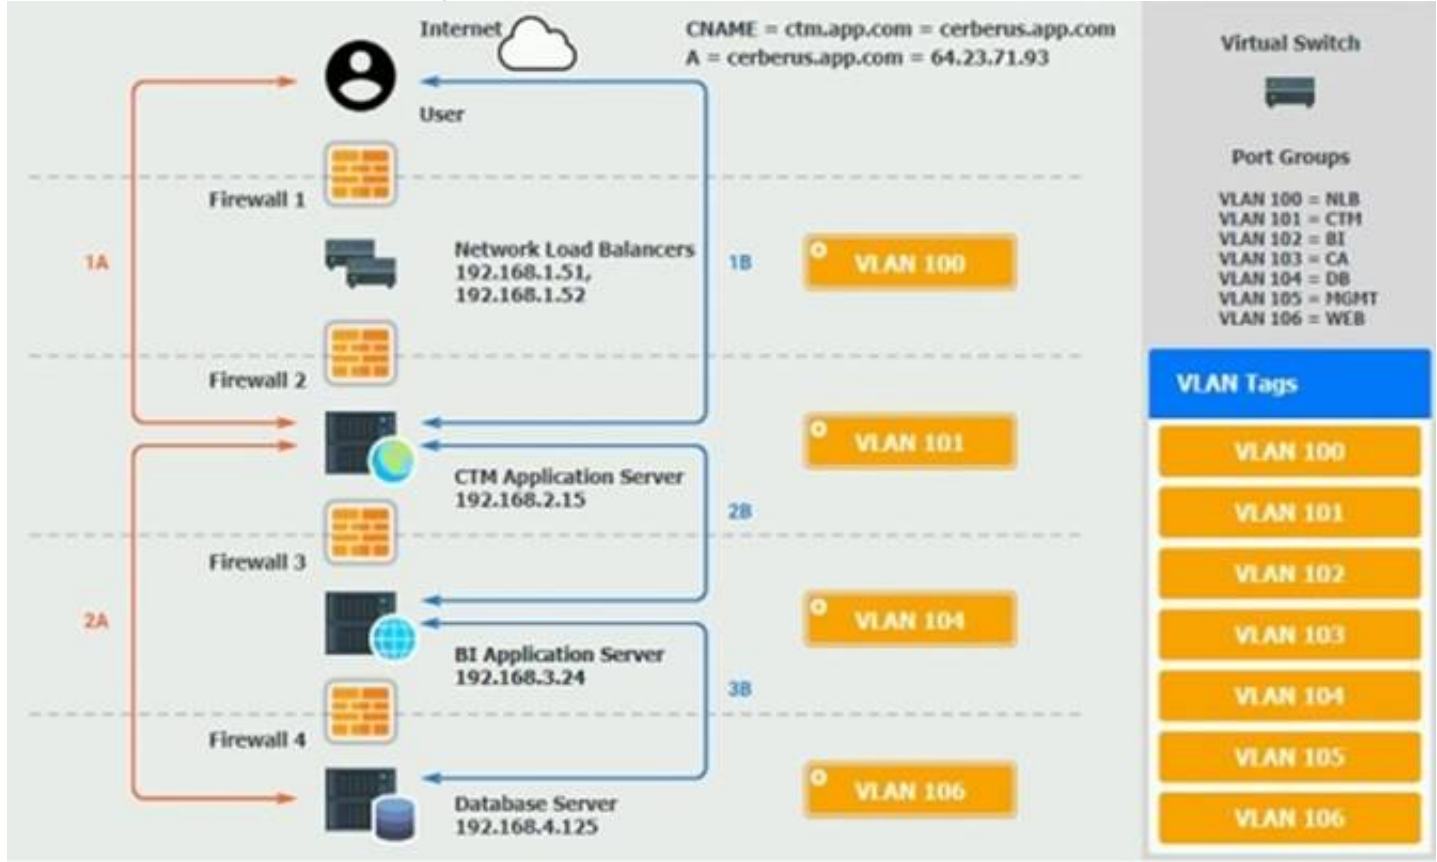 Internet
CNAME = ctm.app.com = cerberus.app.com
A = cerberus.app.com = 64.23.71.93
User
Firewall 1
1A
Network Load Balancers
192.168.1.51,
192.168.1.52
1B
VLAN 100
Firewall 2
VLAN 101
CTM Application Server
192.168.2.15
2B
Firewall 3
2A
VLAN 104
BI Application Server
192.168.3.24
3B
Firewall 4
VLAN 106
Database Server
192.168.4.125
Virtual Switch
Port Groups
VLAN 100 = NLB
VLAN 101 = CTM
VLAN 102 = BI
VLAN 103 = CA
VLAN 104 = DB
VLAN 105 = MGMT
VLAN 106 = WEB
VLAN Tags
VLAN 100
VLAN 101
VLAN 102
VLAN 103
VLAN 104
VLAN 105
VLAN 106